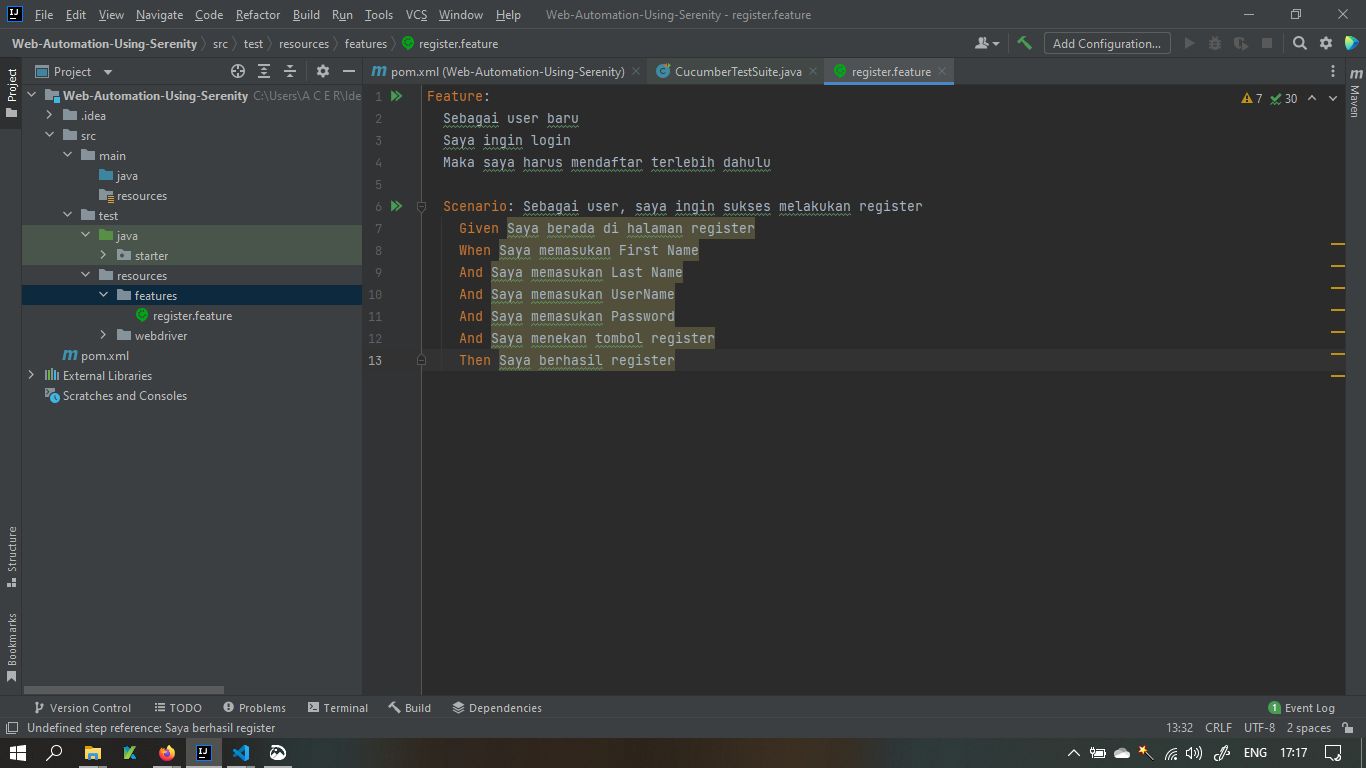 File Edit View Navigate Code Refactor Build Run Tools VCS Window Help Web-Automation-Using-Serenity - register.feature
Web-Automation-Using-Serenity src test resources features register.feature Add Configuration...
Project
pom.xml (Web-Automation-Using-Serenity) CucumberTestSuite.java register.feature
Project
Web-Automation-Using-Serenity C:\Users\A C E R\Ide
.idea
src
main
java
resources
test
java
starter
resources
features
register.feature
webdriver
pom.xml
External Libraries
Scratches and Consoles
1 Feature:
2 Sebagai user baru
3 Saya ingin login
4 Maka saya harus mendaftar terlebih dahulu
5
6 Scenario: Sebagai user, saya ingin sukses melakukan register
7 Given Saya berada di halaman register
8 When Saya memasukan First Name
9 And Saya memasukan Last Name
10 And Saya memasukan UserName
11 And Saya memasukan Password
12 And Saya menekan tombol register
13 Then Saya berhasil register
7 30
Maven
Structure
Bookmarks
Version Control TODO Problems Terminal Build Dependencies 1 Event Log
Undefined step reference: Saya berhasil register 13:32 CRLF UTF-8 2 spaces
ENG 17:17